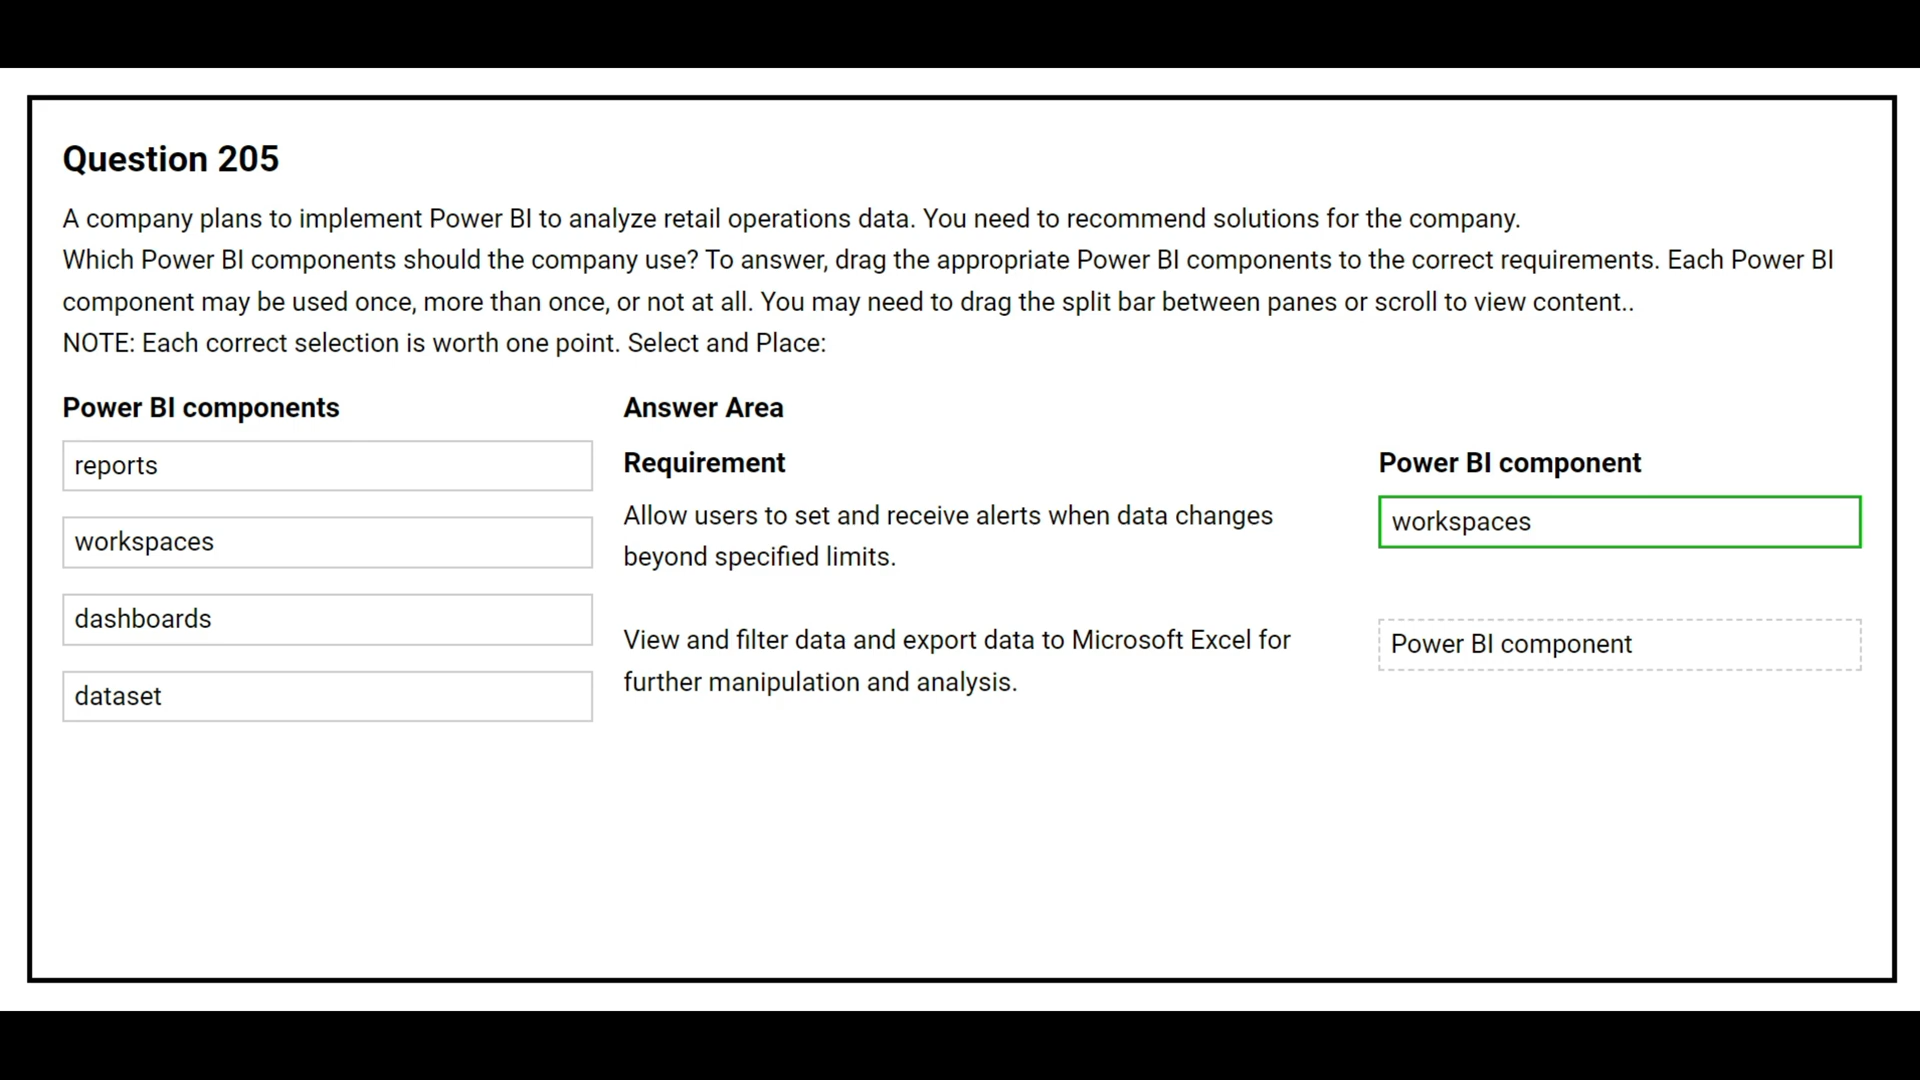 Question 205
A company plans to implement Power BI to analyze retail operations data. You need to recommend solutions for the company.
Which Power BI components should the company use? To answer, drag the appropriate Power BI components to the correct requirements. Each Power BI
component may be used once, more than once, or not at all. You may need to drag the split bar between panes or scroll to view content..
NOTE: Each correct selection is worth one point. Select and Place:
Power BI components
reports
workspaces
dashboards
dataset
Answer Area
Requirement
Allow users to set and receive alerts when data changes
beyond specified limits.
View and filter data and export data to Microsoft Excel for
further manipulation and analysis.
Power BI component
workspaces
Power BI component